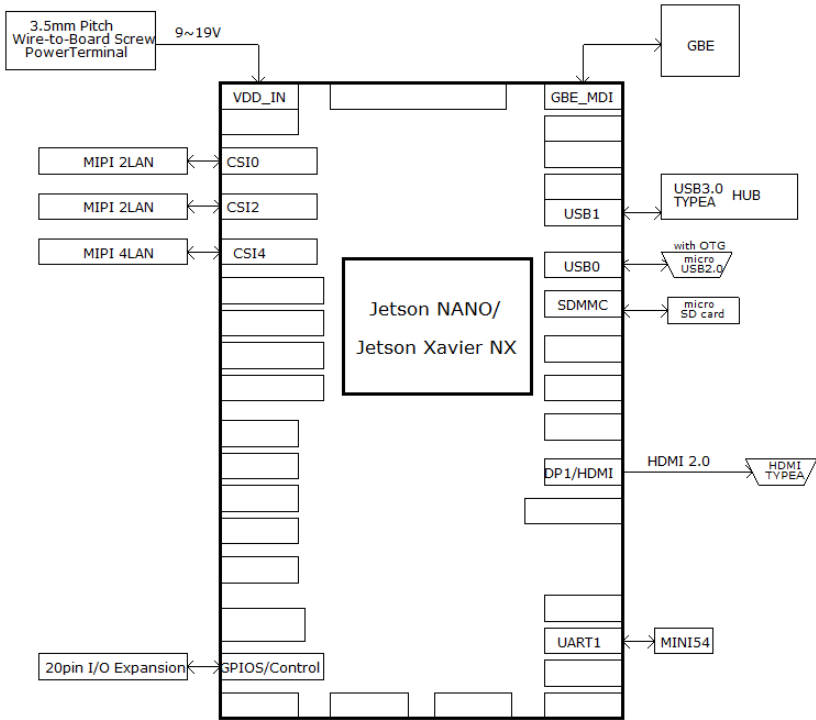 3.5mm Pitch
Wire-to-Board Screw
PowerTerminal
9~19V
GBE
VDD_IN
GBE_MDI
MIPI 2LAN
CSI0
MIPI 2LAN
CSI2
USB1
USB3.0
TYPEA HUB
MIPI 4LAN
CSI4
USB0
with OTG
micro
USB2.0
Jetson NANO/
Jetson Xavier NX
SDMMC
micro
SD card
DP1/HDMI
HDMI 2.0
HDMI
TYPEA
UART1
MINI54
20pin I/O Expansion
GPIOS/Control